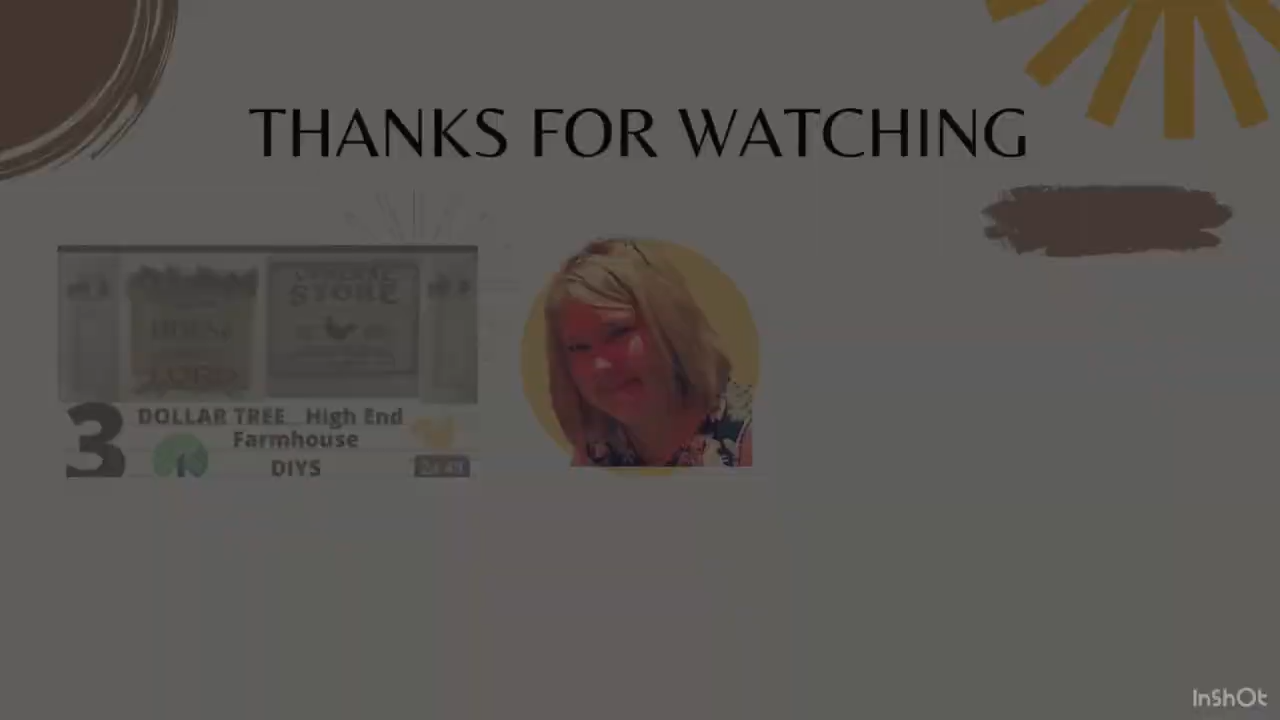 THANKS FOR WATCHING
STORE
3
DOLLAR TREE High End
Farmhouse
DIYS
InShOt